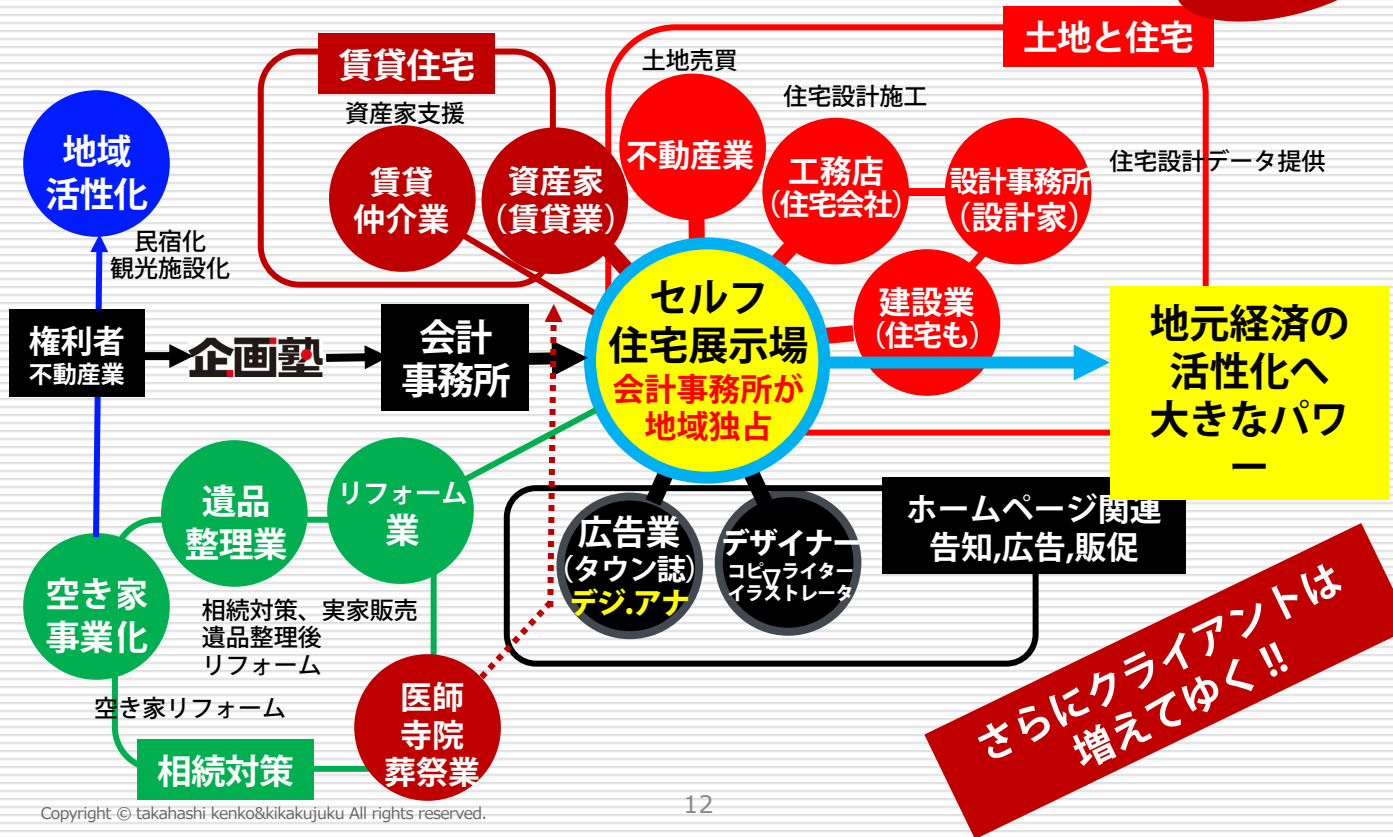 土地と住宅
賃貸住宅
土地売買
住宅設計施工
資産家支援
地域
活性化
賃貸
仲介業
資産家
(賃貸業)
不動産業
工務店
(住宅会社)
設計事務所
(設計家)
住宅設計データ提供
民宿化
観光施設化
建設業
(住宅も)
権利者
不動産業
企画塾
会計
事務所
セルフ
住宅展示場
会計事務所が
地域独占
地元経済の
活性化へ
大きなパワ
ー
遺品
整理業
リフォーム
業
広告業
(タウン誌)
デジ.アナ
デザイナー
コピーライター
イラストレータ
ホームページ関連
告知,広告,販促
空き家
事業化
相続対策、実家販売
遺品整理後
リフォーム
空き家リフォーム
相続対策
医師
寺院
葬祭業
さらにクライアントは
増えてゆく!!
Copyright © takahashi kenko&kikakujuku All rights reserved.
12